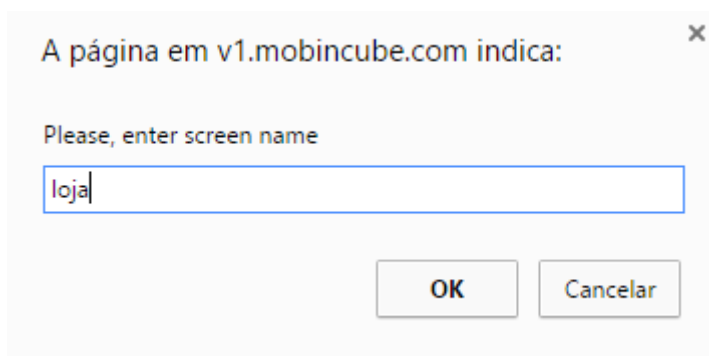 A página em v1.mobincube.com indica:
Please, enter screen name
loja
OK Cancelar